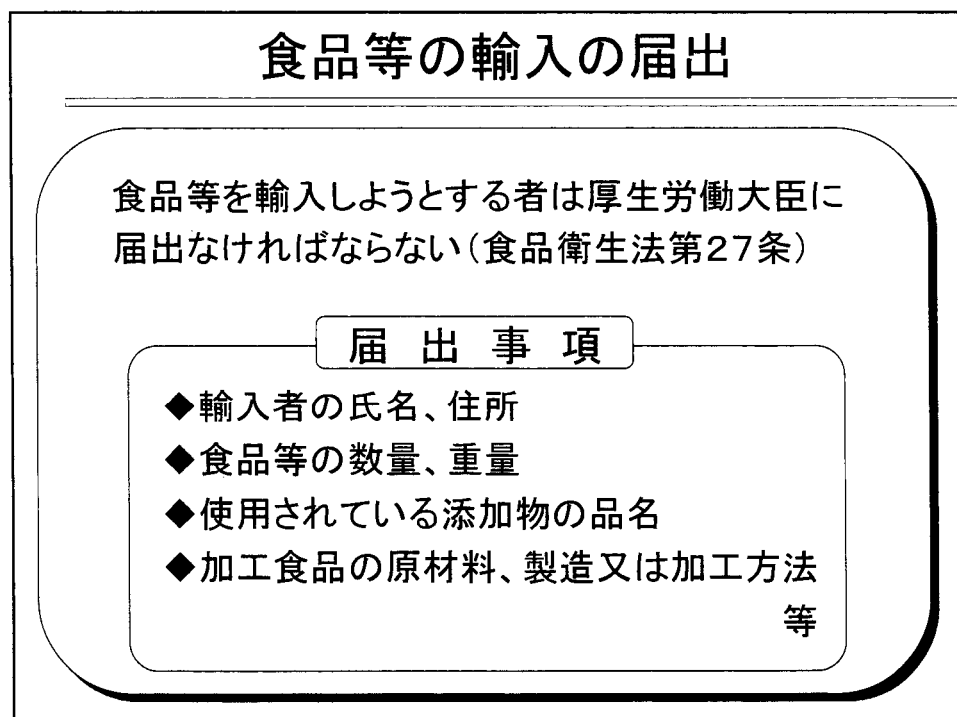 食品等の輸入の届出
食品等を輸入しようとする者は厚生労働大臣に
届出なければならない（食品衛生法第27条）
届出事項
◆輸入者の氏名、住所
◆食品等の数量、重量
◆使用されている添加物の品名
◆加工食品の原材料、製造又は加工方法
等